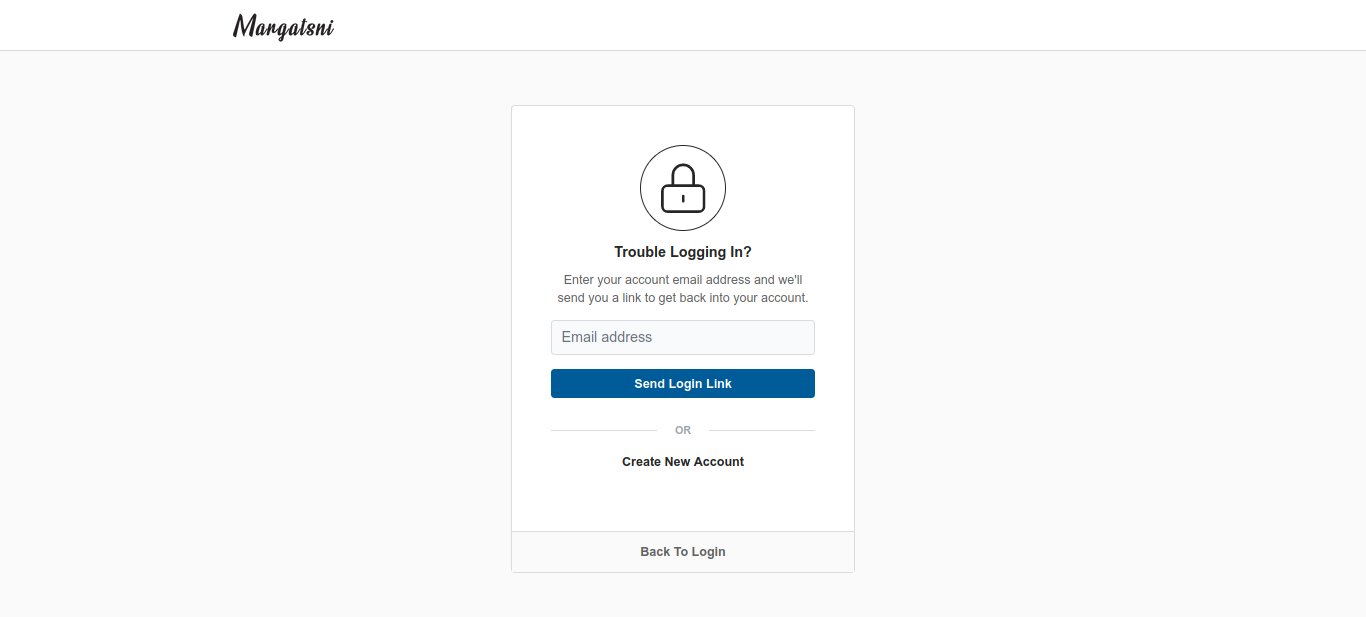 Margatsni
Trouble Logging In?
Enter your account email address and we'll
send you a link to get back into your account.
Email address
Send Login Link
OR
Create New Account
Back To Login